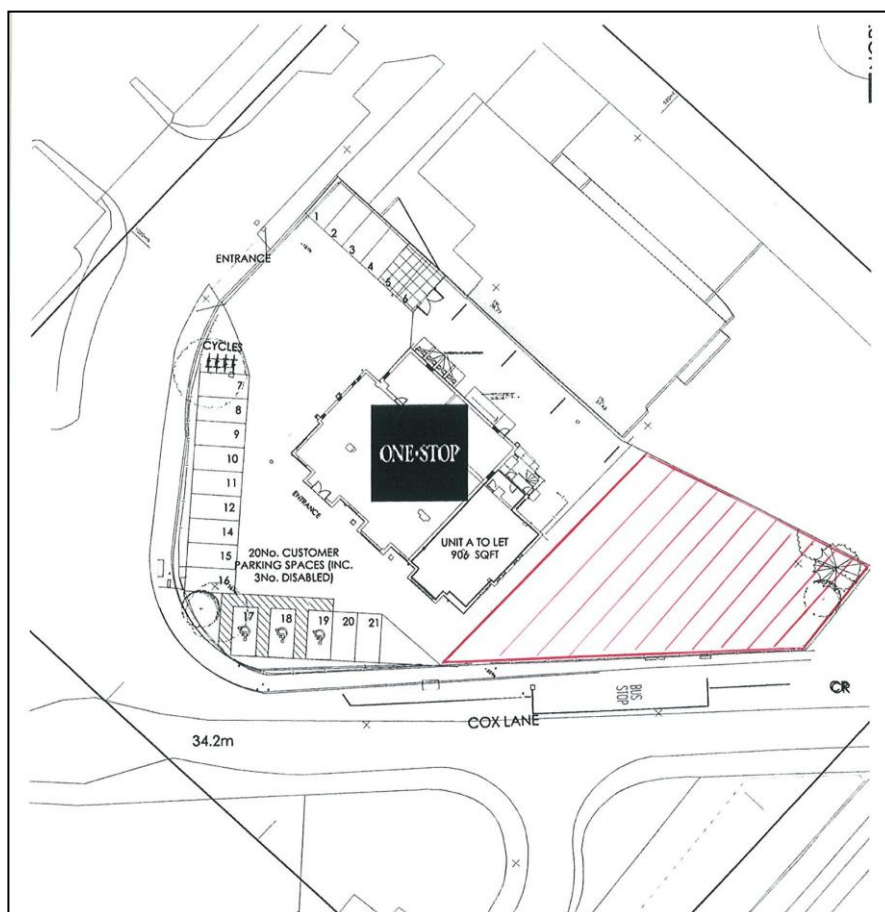 1
2
3
4
5
6
ENTRANCE
CYCLES
7
8
9
10
11
12
14
15
16
ONE·STOP
ENTRANCE
UNIT A TO LET
906 SQFT
20No. CUSTOMER
PARKING SPACES (INC.
3No. DISABLED)
17
18
19
20
21
BUS
STOP
CR
COX LANE
34.2m